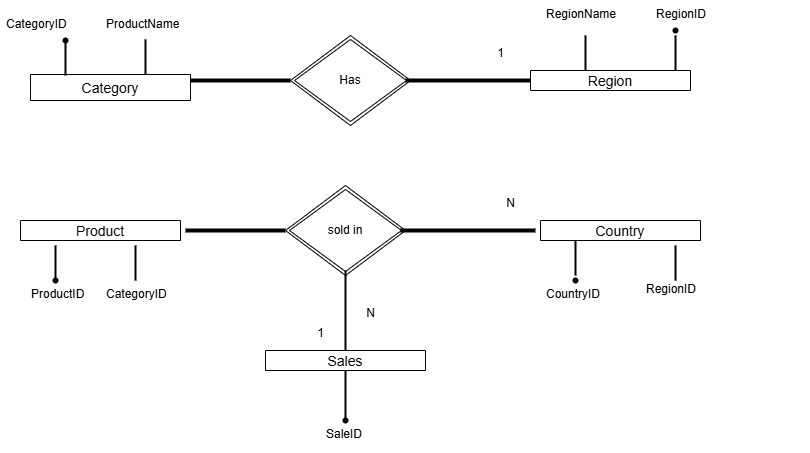 RegionName RegionID
CategoryID ProductName
1
Category Has Region
N
Product sold in Country
ProductID CategoryID CountryID RegionID
N
1
Sales
SaleID